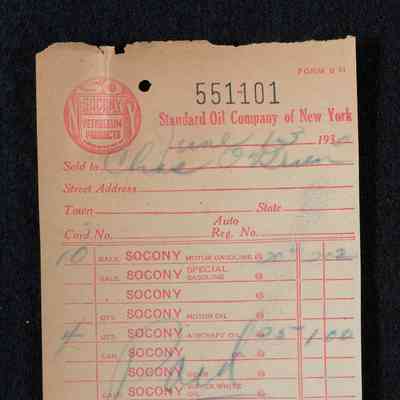 FORM
551101
SOCONY
PETROLEUM
PRODUCTS
Standard Oil Company of New York
June 13 193
Sold to Chas
Street Address
Town State
Auto
Card. No. Reg. No.
10 GALS. SOCONY MOTOR GASOLINE @
GALS. SOCONY SPECIAL GASOLINE @
SOCONY @
QTS. SOCONY MOTOR OIL @
4 QTS. SOCONY AIRCRAFT OIL @ 25 1 00
CAN SOCONY @
SOCONY @
SOCONY WHITE @